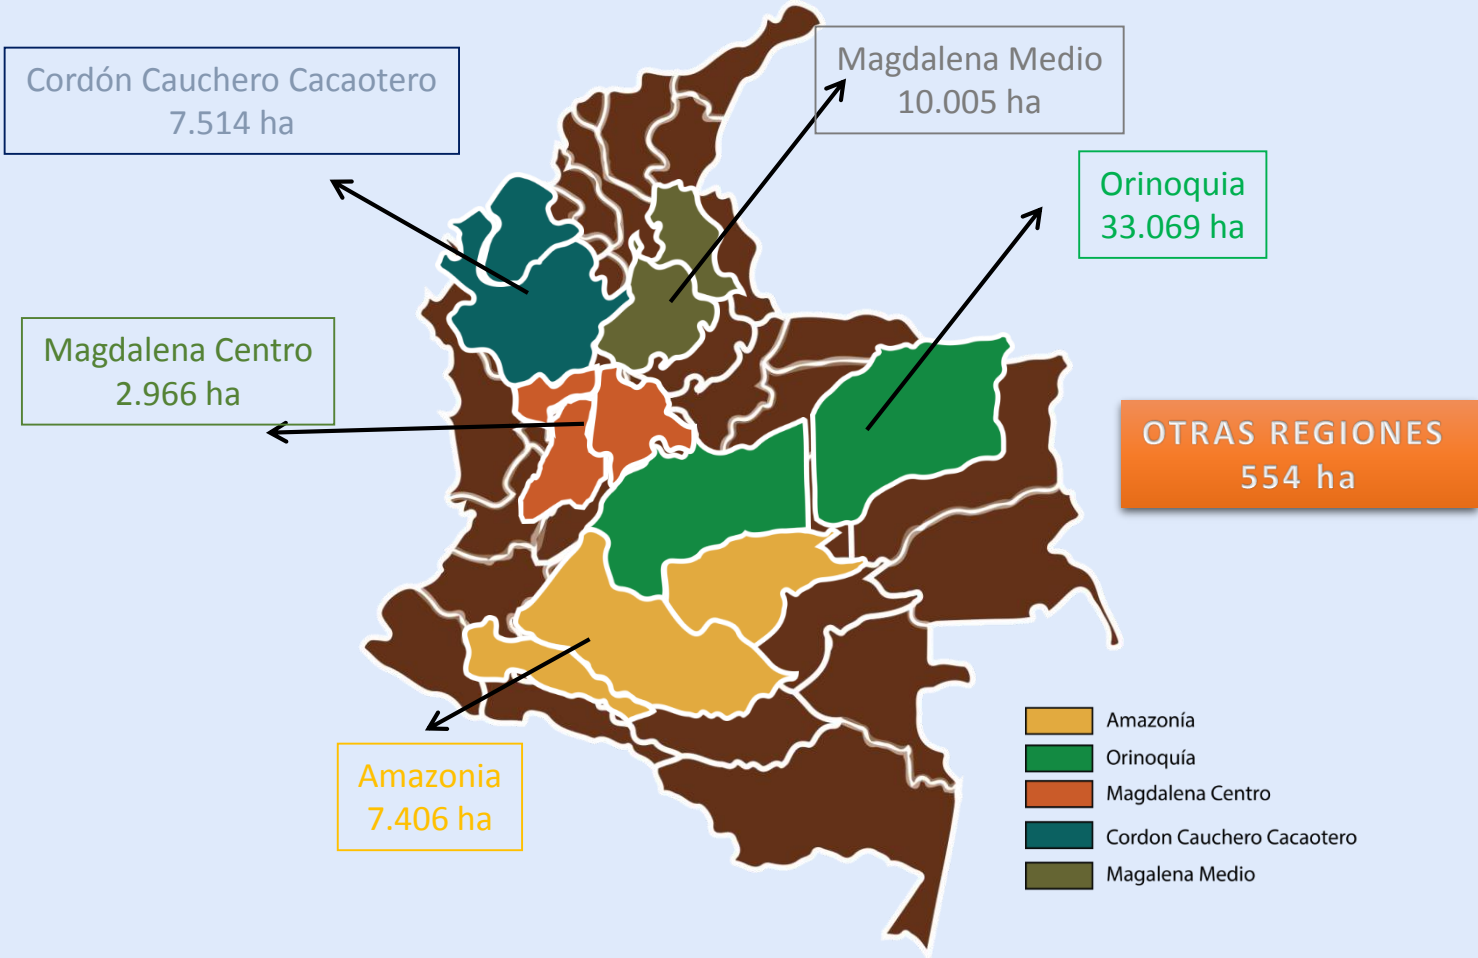 Cordón Cauchero Cacaotero
7.514 ha
Magdalena Medio
10.005 ha
Orinoquia
33.069 ha
Magdalena Centro
2.966 ha
OTRAS REGIONES
554 ha
Amazonia
7.406 ha
Amazonía
Orinoquía
Magdalena Centro
Cordon Cauchero Cacaotero
Magalena Medio